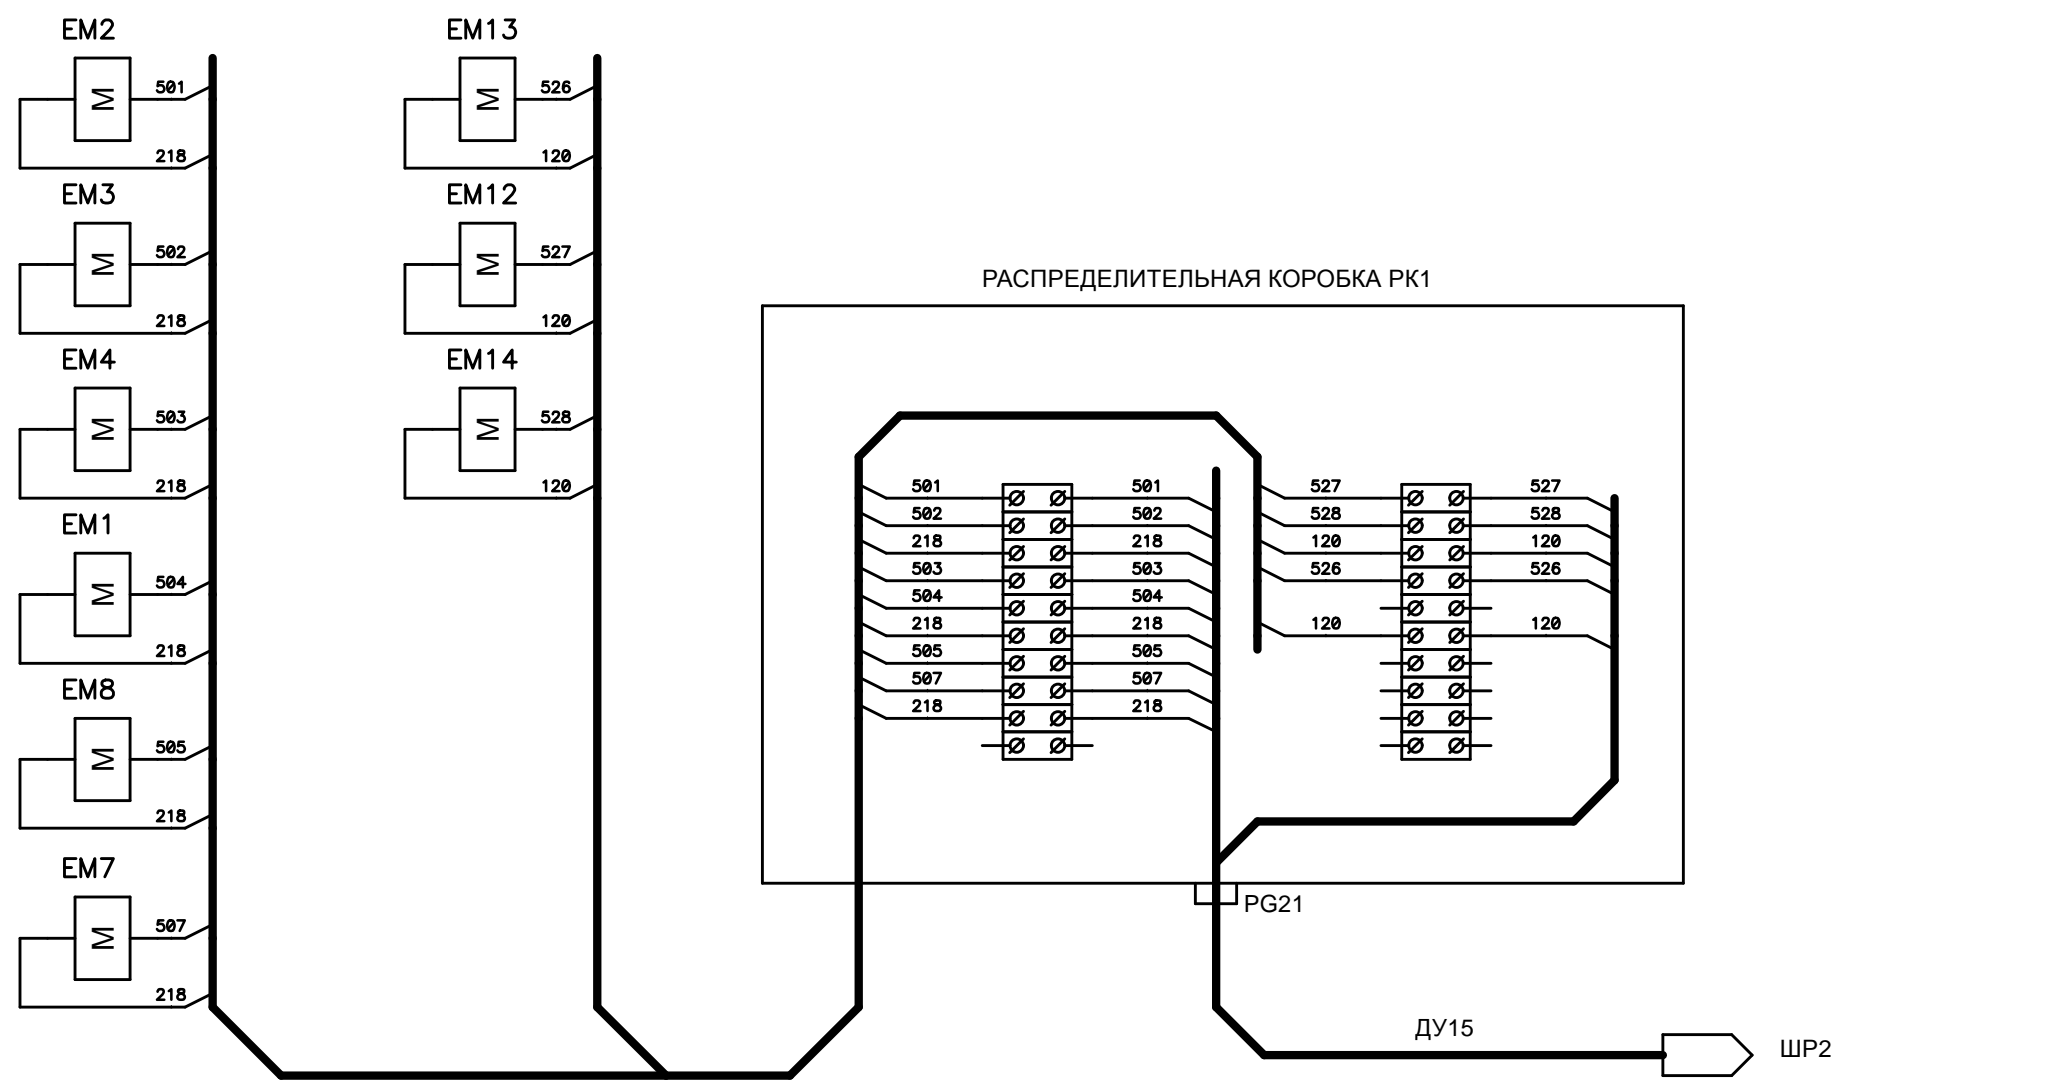 EM2
M
501
218
EM3
M
502
218
EM4
M
503
218
EM1
M
504
218
EM8
M
505
218
EM7
M
507
218
EM13
M
526
120
EM12
M
527
120
EM14
M
528
120
РАСПРЕДЕЛИТЕЛЬНАЯ КОРОБКА РК1
501 501 527 527
502 502 528 528
218 218 120 120
503 503 526 526
504 504
218 218 120 120
505 505
507 507
218 218
PG21
ДУ15
ШР2